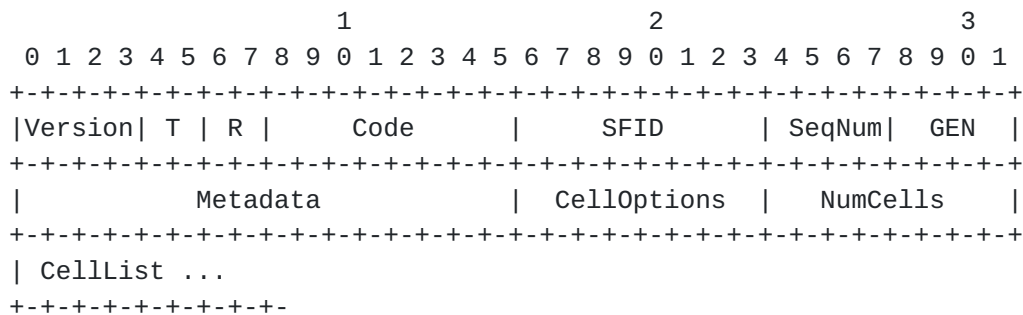 1                   2                   3
 0 1 2 3 4 5 6 7 8 9 0 1 2 3 4 5 6 7 8 9 0 1 2 3 4 5 6 7 8 9 0 1
+-+-+-+-+-+-+-+-+-+-+-+-+-+-+-+-+-+-+-+-+-+-+-+-+-+-+-+-+-+-+-+-+
|Version| T | R |     Code      |     SFID      | SeqNum|  GEN  |
+-+-+-+-+-+-+-+-+-+-+-+-+-+-+-+-+-+-+-+-+-+-+-+-+-+-+-+-+-+-+-+-+
|           Metadata            |  CellOptions  |   NumCells    |
+-+-+-+-+-+-+-+-+-+-+-+-+-+-+-+-+-+-+-+-+-+-+-+-+-+-+-+-+-+-+-+-+
| CellList ...
+-+-+-+-+-+-+-+-+-